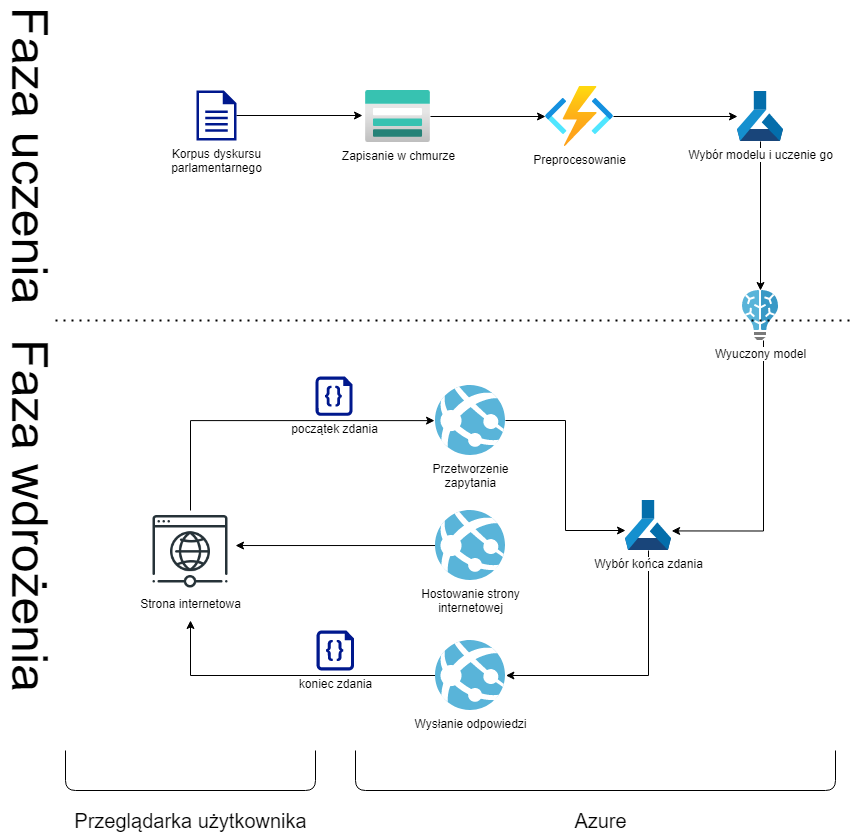 Faza uczenia
Korpus dyskursu
parlamentarnego
Zapisanie w chmurze
Preprocesowanie
Wybór modelu i uczenie go
Wyuczony model
Faza wdrożenia
{}
początek zdania
Przetworzenie
zapytania
Strona internetowa
Hostowanie strony
internetowej
Wybór końca zdania
{}
koniec zdania
Wysłanie odpowiedzi
Przeglądarka użytkownika
Azure